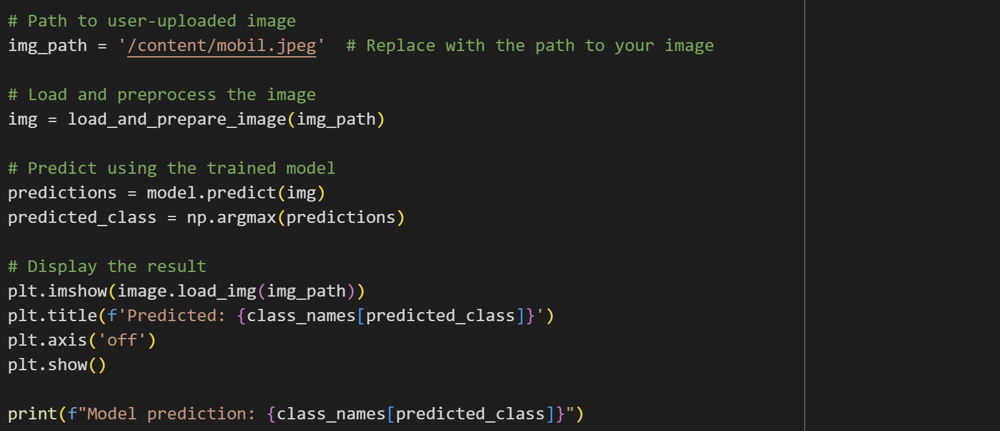 # Path to user-uploaded image
img_path = '/content/mobil.jpeg'  # Replace with the path to your image
# Load and preprocess the image
img = load_and_prepare_image(img_path)
# Predict using the trained model
predictions = model.predict(img)
predicted_class = np.argmax(predictions)
# Display the result
plt.imshow(image.load_img(img_path))
plt.title(f'Predicted: {class_names[predicted_class]}')
plt.axis('off')
plt.show()
print(f"Model prediction: {class_names[predicted_class]}")